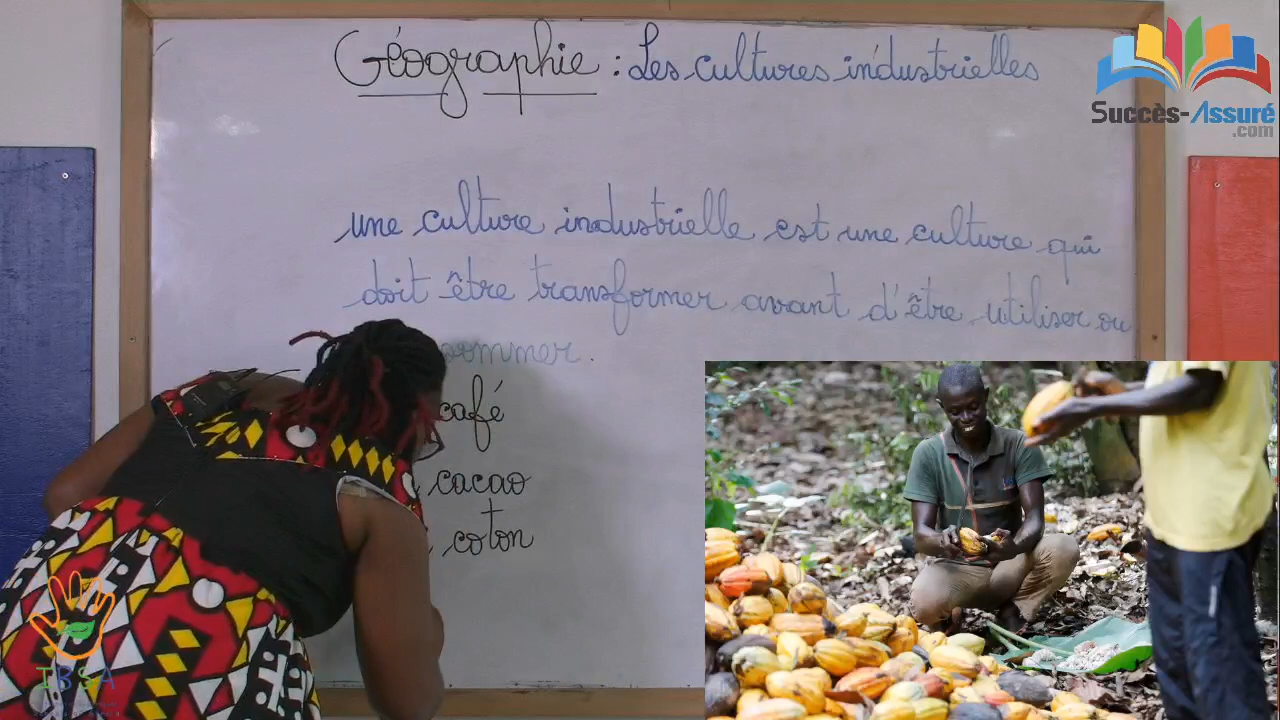 Géographie : Les cultures industrielles
Succès-Assuré
.com
une culture industrielle est une culture qui
doit être transformer avant d'être utiliser ou
café
cacao
coton
IBSA